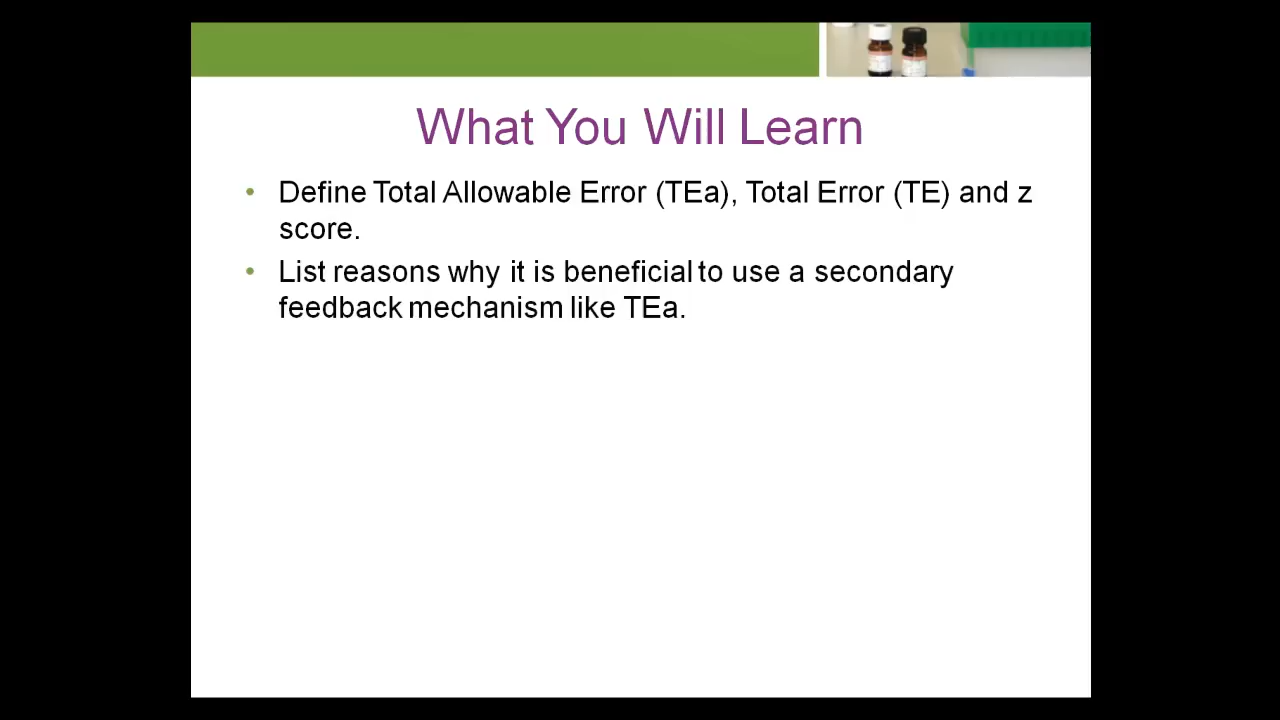 What You Will Learn
• Define Total Allowable Error (TEa), Total Error (TE) and z
score.
• List reasons why it is beneficial to use a secondary
feedback mechanism like TEa.